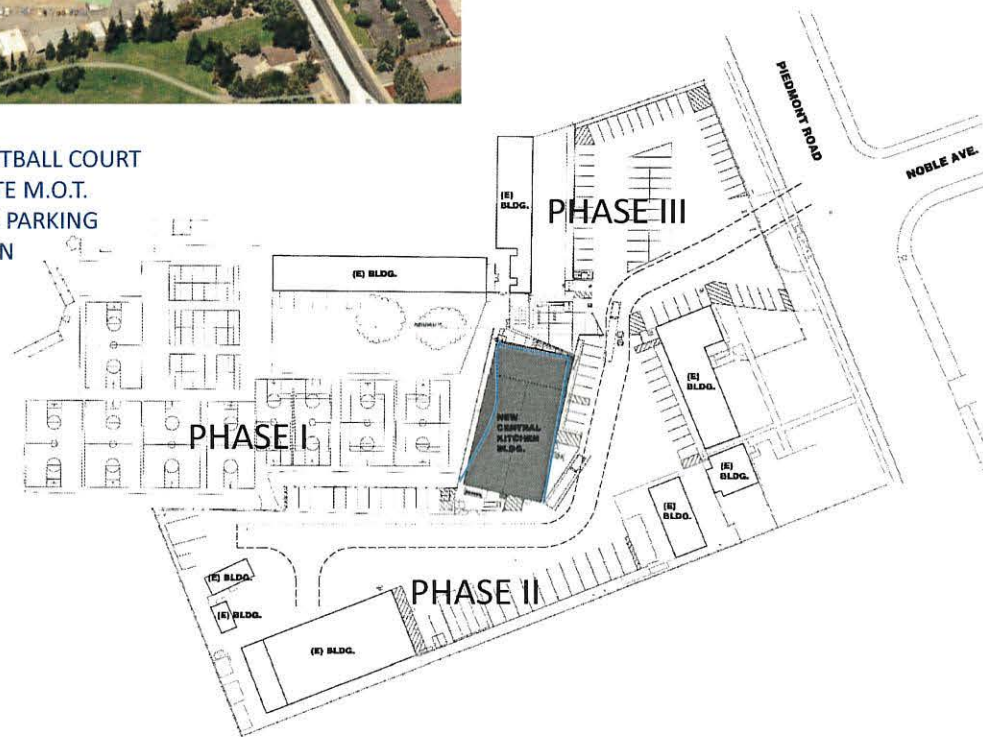 TBALL COURT
TE M.O.T.
PARKING
N
PIEDMONT ROAD
NOBLE AVE.
(E)
BLDG.
PHASE III
(E) BLDG.
(E)
BLDG.
NEW
CENTRAL
KITCHEN
BLDG.
PHASE I
(E)
BLDG.
(E)
BLDG.
PHASE II
(E) BLDG.
(E) BLDG.
(E) BLDG.